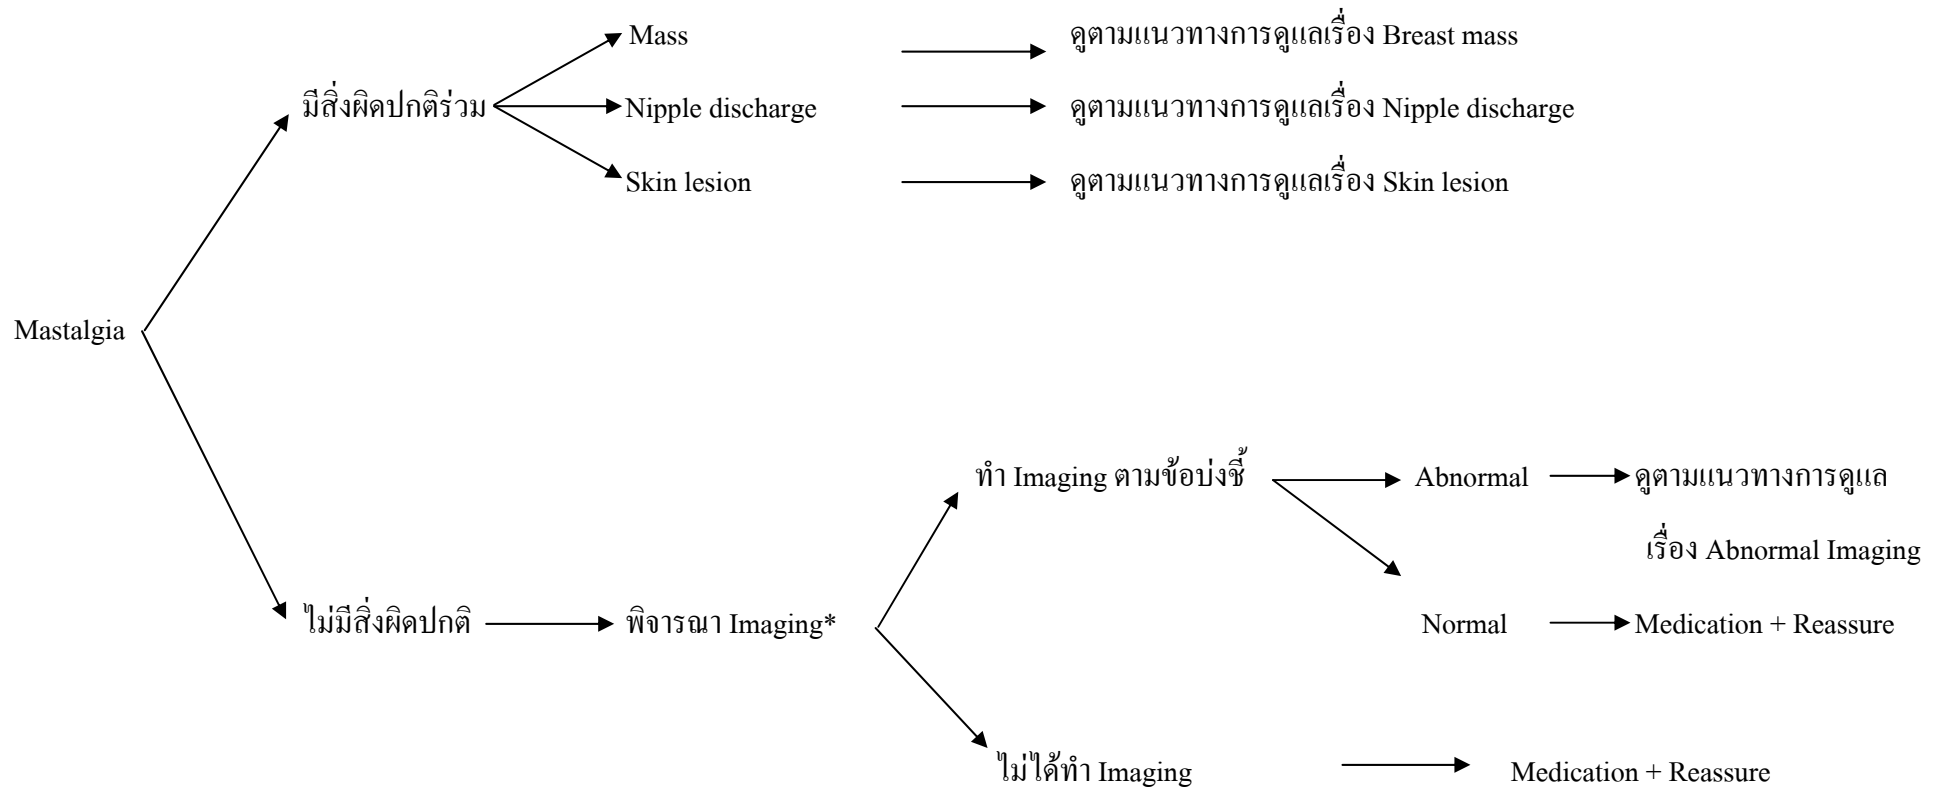 Mass
ดูตามแนวทางการดูแลเรื่อง Breast mass
มีสิ่งผิดปกติร่วม
Nipple discharge
ดูตามแนวทางการดูแลเรื่อง Nipple discharge
Skin lesion
ดูตามแนวทางการดูแลเรื่อง Skin lesion
Mastalgia
ทำ Imaging ตามข้อบ่งชี้
Abnormal
ดูตามแนวทางการดูแล
เรื่อง Abnormal Imaging
ไม่มีสิ่งผิดปกติ
พิจารณา Imaging*
Normal
Medication + Reassure
ไม่ได้ทำ Imaging
Medication + Reassure